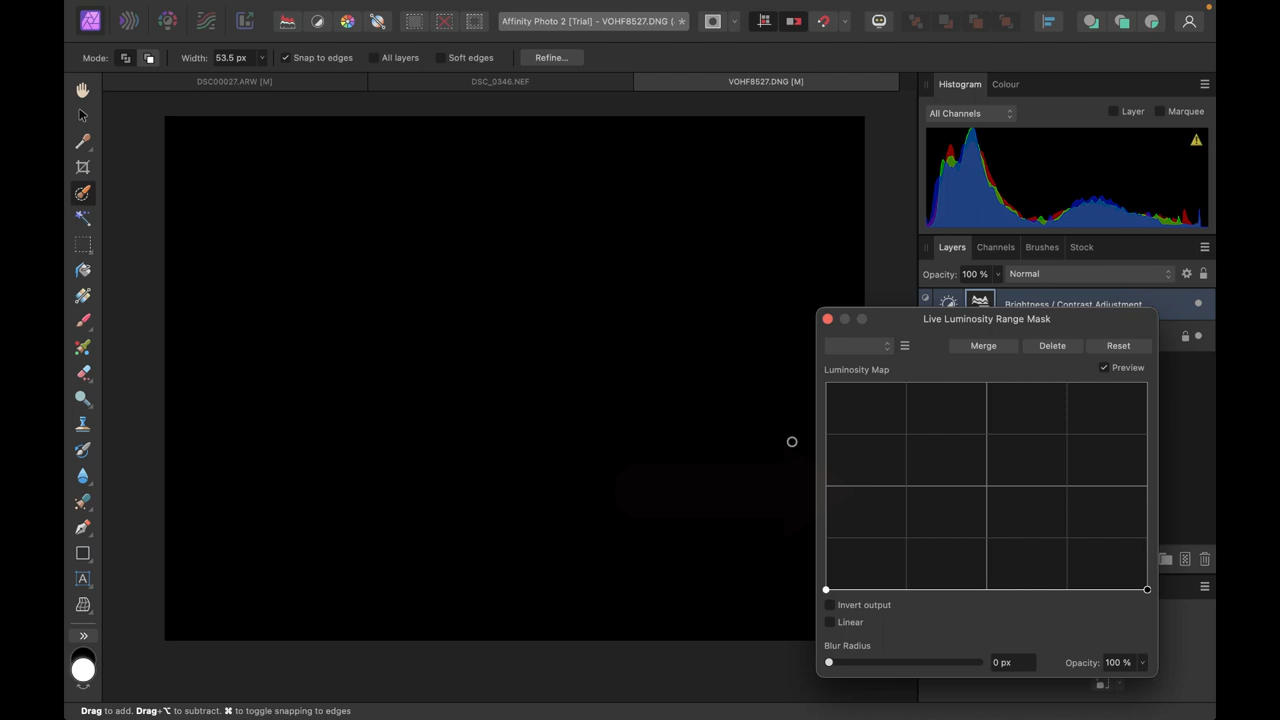 Affinity Photo 2 [Trial] - VOHF8527.DNG (
Mode: Width: 53.5 px Snap to edges All layers Soft edges Refine...
DSC00027.ARW [M] DSC_0346.NEF VOHF8527.DNG [M]
Histogram Colour
All Channels Layer Marquee
Layers Channels Brushes Stock
Opacity: 100 % Normal
Brightness / Contrast Adjustment
Live Luminosity Range Mask
Merge Delete Reset
Preview
Luminosity Map
Invert output
Linear
Blur Radius
0 px Opacity: 100 %
Drag to add. Drag+⌥ to subtract. ⌘ to toggle snapping to edges